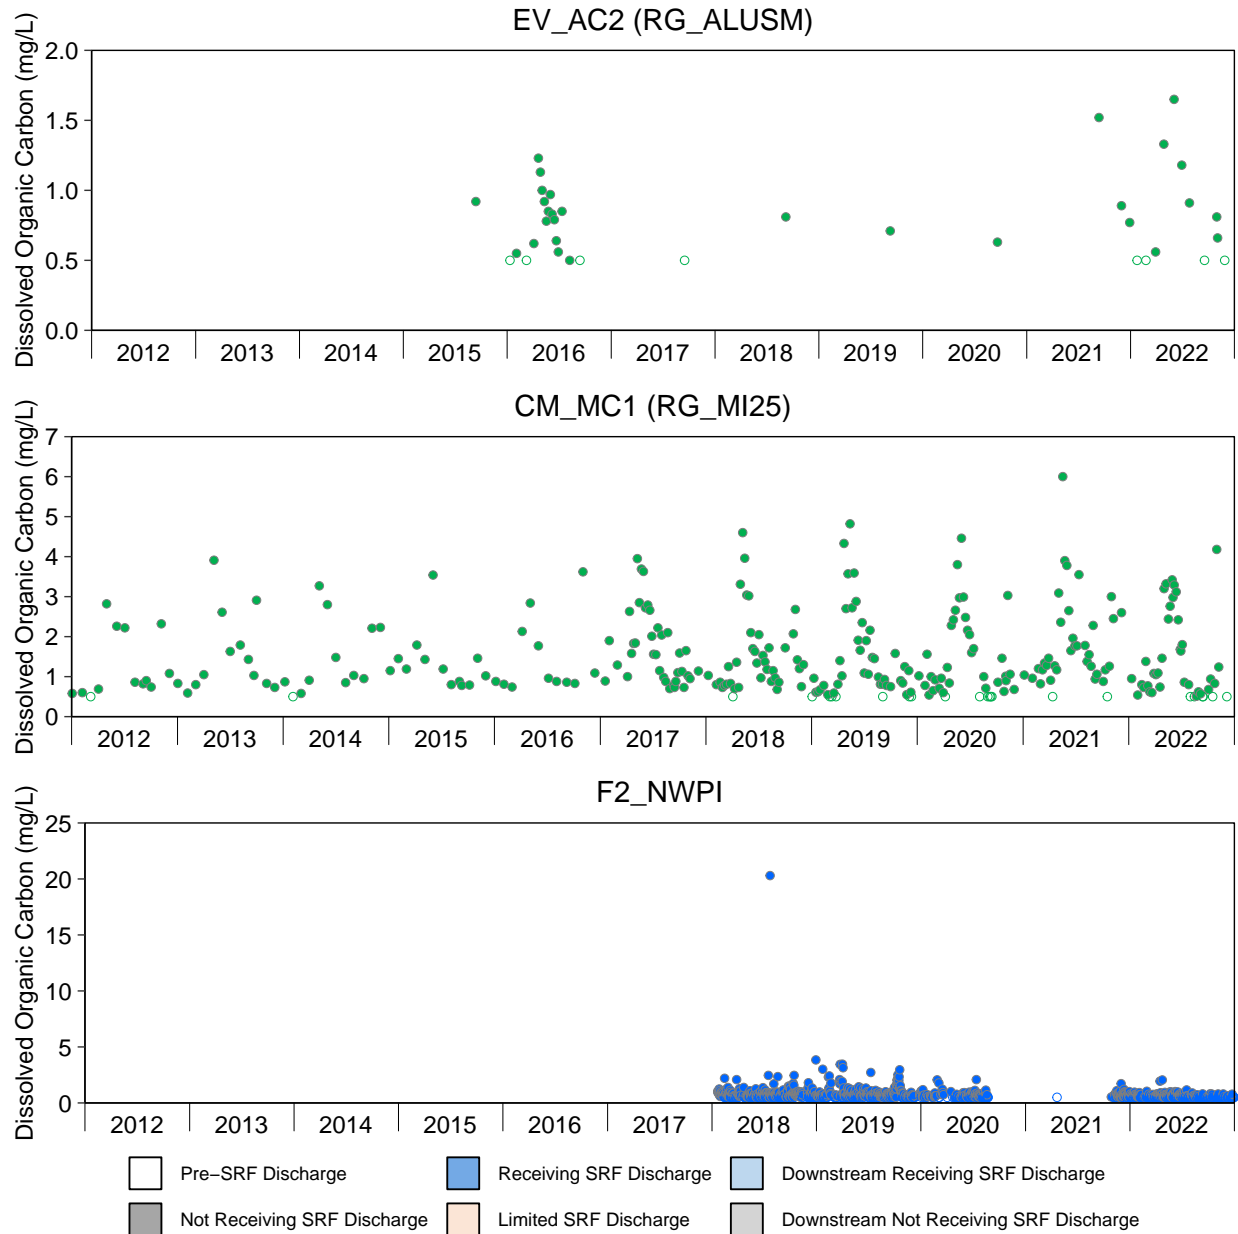 EV_AC2 (RG_ALUSM)
Dissolved Organic Carbon (mg/L)
2.0
1.5
1.0
0.5
0.0
2012 2013 2014 2015 2016 2017 2018 2019 2020 2021 2022
CM_MC1 (RG_MI25)
Dissolved Organic Carbon (mg/L)
7
6
5
4
3
2
1
0
2012 2013 2014 2015 2016 2017 2018 2019 2020 2021 2022
F2_NWPI
Dissolved Organic Carbon (mg/L)
25
20
15
10
5
0
2012 2013 2014 2015 2016 2017 2018 2019 2020 2021 2022
Pre−SRF Discharge Receiving SRF Discharge Downstream Receiving SRF Discharge
Not Receiving SRF Discharge Limited SRF Discharge Downstream Not Receiving SRF Discharge